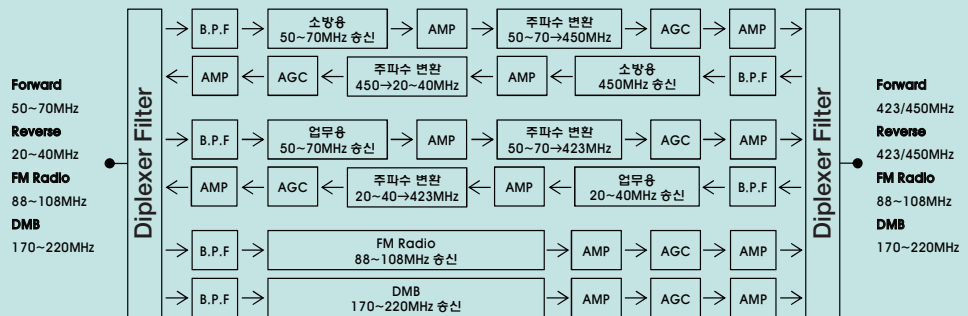 Forward
50~70MHz
Reverse
20~40MHz
FM Radio
88~108MHz
DMB
170~220MHz
Diplexer Filter
B.P.F
소방용
50~70MHz 송신
AMP
주파수 변환
50~70→450MHz
AGC
AMP
AMP
AGC
주파수 변환
450→20~40MHz
AMP
소방용
450MHz 송신
B.P.F
B.P.F
업무용
50~70MHz 송신
AMP
주파수 변환
50~70→423MHz
AGC
AMP
AMP
AGC
주파수 변환
20~40→423MHz
AMP
업무용
20~40MHz 송신
B.P.F
B.P.F
FM Radio
88~108MHz 송신
AMP
AGC
AMP
B.P.F
DMB
170~220MHz 송신
AMP
AGC
AMP
Diplexer Filter
Forward
423/450MHz
Reverse
423/450MHz
FM Radio
88~108MHz
DMB
170~220MHz